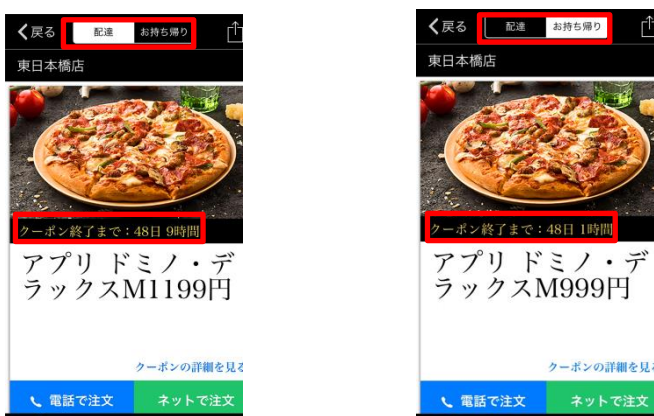 戻る 配達 お持ち帰り
東日本橋店
クーポン終了まで：48日 9時間
アプリ ドミノ・デ
ラックスM1199円
クーポンの詳細を見る
電話で注文 ネットで注文
戻る 配達 お持ち帰り
東日本橋店
クーポン終了まで：48日 1時間
アプリ ドミノ・デ
ラックスM999円
クーポンの詳細を見る
電話で注文 ネットで注文